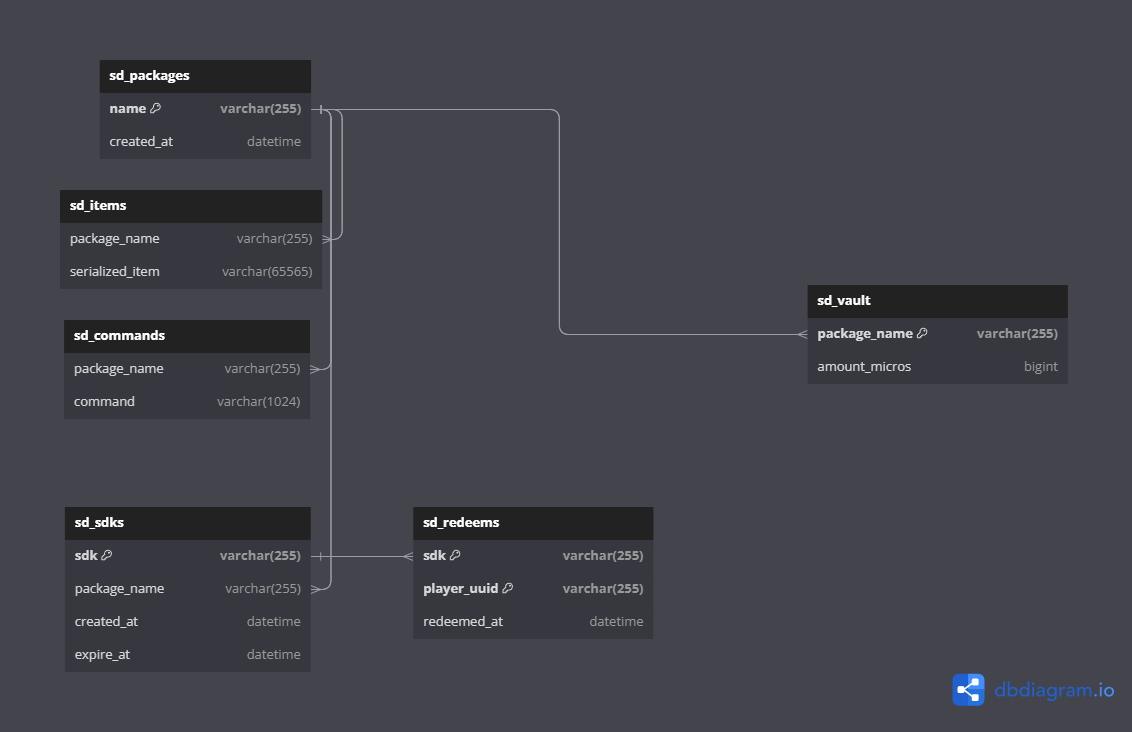 sd_packages
name varchar(255)
created_at datetime
sd_items
package_name varchar(255)
serialized_item varchar(65565)
sd_vault
package_name varchar(255)
amount_micros bigint
sd_commands
package_name varchar(255)
command varchar(1024)
sd_sdks
sdk varchar(255)
package_name varchar(255)
created_at datetime
expire_at datetime
sd_redeems
sdk varchar(255)
player_uuid varchar(255)
redeemed_at datetime
dbdiagram.io